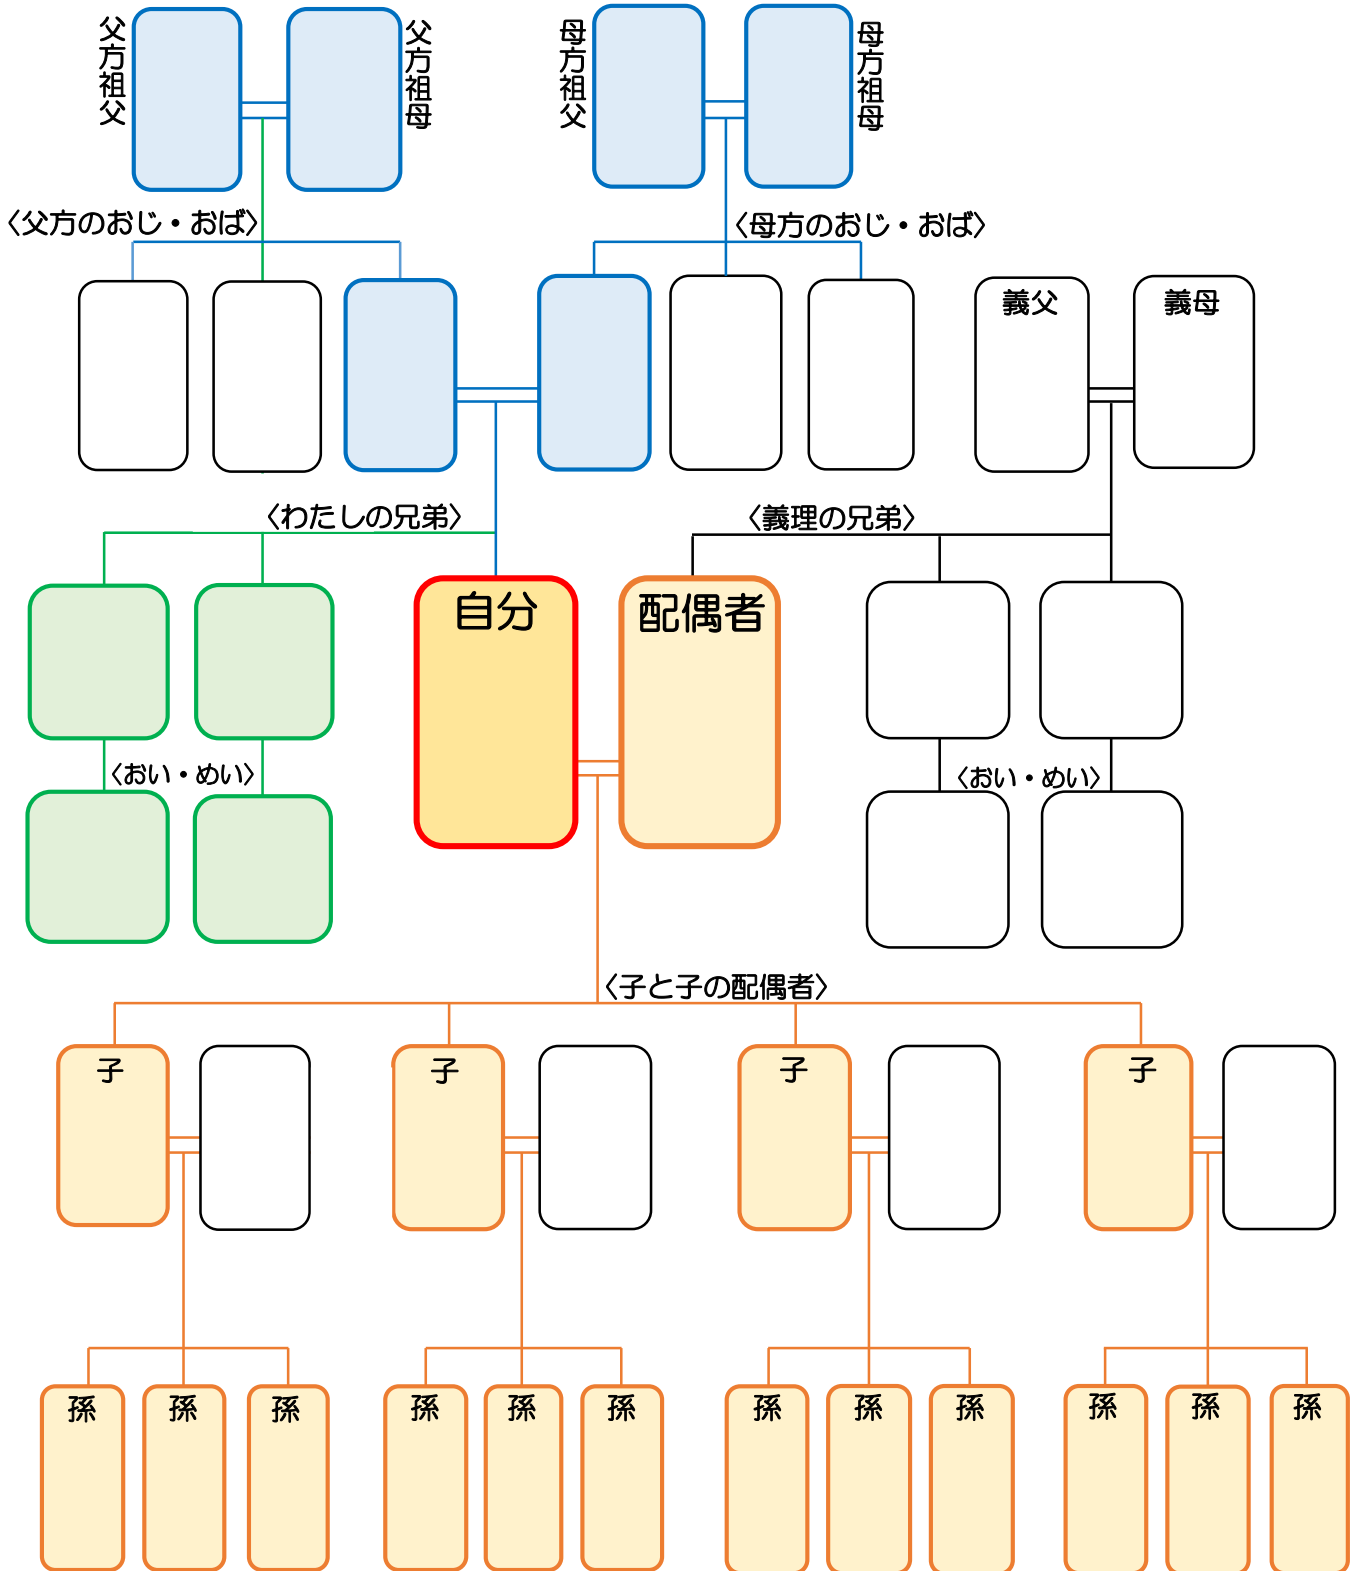 父方祖父
父方祖母
母方祖父
母方祖母
〈父方のおじ・おば〉
〈母方のおじ・おば〉
義父
義母
〈わたしの兄弟〉
〈義理の兄弟〉
自分
配偶者
〈おい・めい〉
〈おい・めい〉
〈子と子の配偶者〉
子
子
子
子
孫
孫
孫
孫
孫
孫
孫
孫
孫
孫
孫
孫